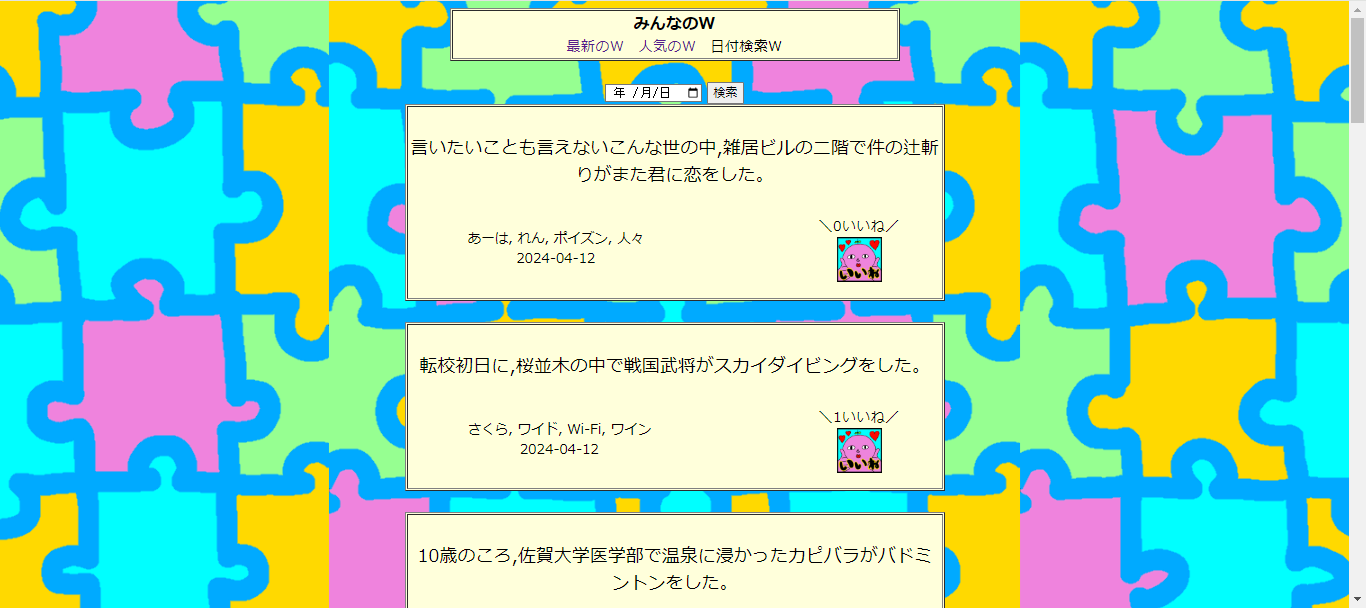 みんなのW
最新のW 人気のW 日付検索W
年 /月/日 検索
言いたいことも言えないこんな世の中,雑居ビルの二階で件の辻斬
りがまた君に恋をした。
＼0いいね／
あーは, れん, ポイズン, 人々
2024-04-12
いいね
転校初日に,桜並木の中で戦国武将がスカイダイビングをした。
＼1いいね／
さくら, ワイド, Wi-Fi, ワイン
2024-04-12
いいね
10歳のころ,佐賀大学医学部で温泉に浸かったカピバラがバドミ
ントンをした。